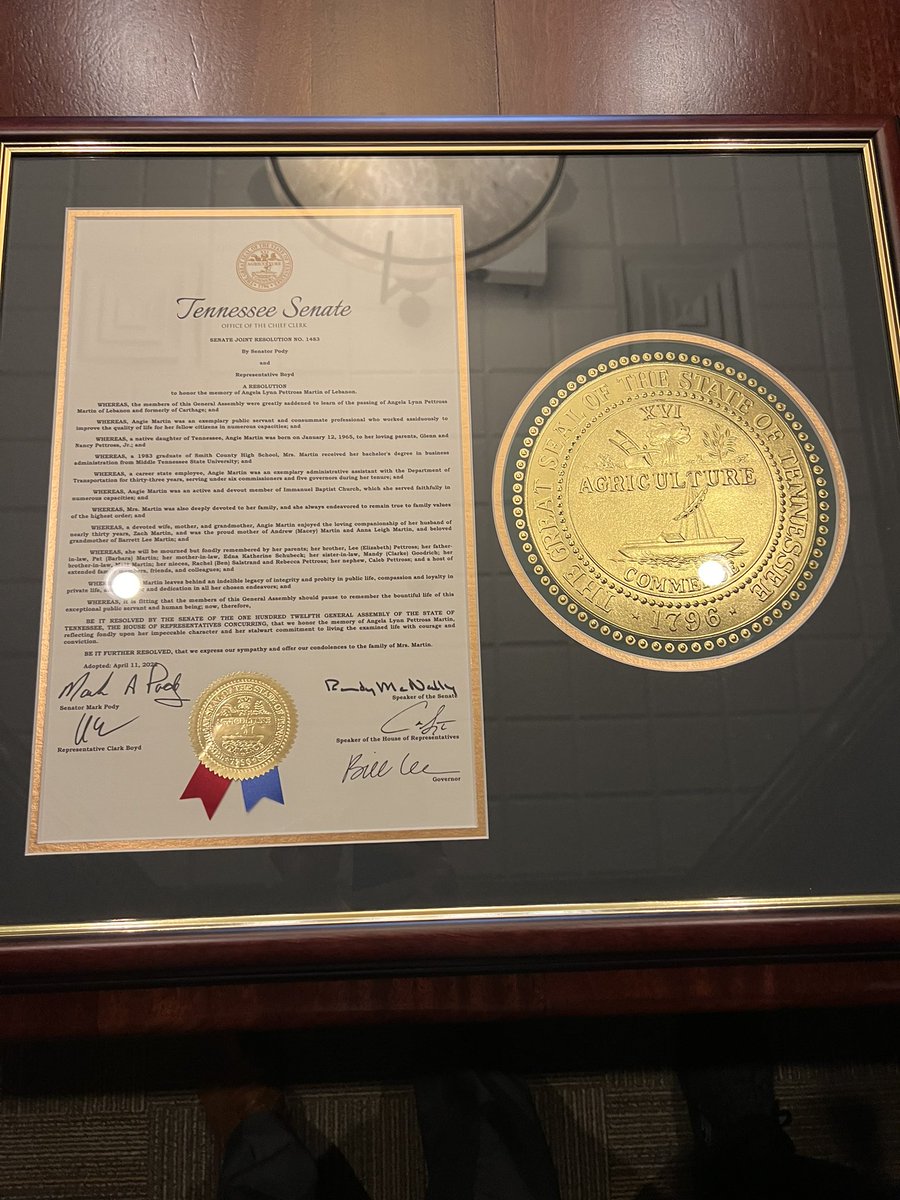 Tennessee Senate
OFFICE OF THE CHIEF CLERK
SENATE JOINT RESOLUTION NO. 1483
By Senator Pody
and
Representative Boyd
A RESOLUTION
to honor the memory of Angela Lynn Pettross Martin of Lebanon.
WHEREAS, the members of this General Assembly were greatly saddened to learn of the passing of Angela Lynn Pettross
Martin of Lebanon and formerly of Carthage; and
WHEREAS, Angie Martin was an exemplary public servant and consummate professional who worked assiduously to
improve the quality of life for her fellow citizens in numerous capacities; and
WHEREAS, a native daughter of Tennessee, Angie Martin was born on January 12, 1965, to her loving parents, Glenn and
Nancy Pettross, Jr.; and
WHEREAS, a 1983 graduate of Smith County High School, Mrs. Martin received her bachelor's degree in business
administration from Middle Tennessee State University; and
WHEREAS, a career state employee, Angie Martin was an exemplary administrative assistant with the Department of
Transportation for thirty-three years, serving under six commissioners and five governors during her tenure; and
WHEREAS, Angie Martin was an active and devout member of Immanuel Baptist Church, which she served faithfully in
numerous capacities; and
WHEREAS, Mrs. Martin was also deeply devoted to her family, and she always endeavored to remain true to family values
of the highest order; and
WHEREAS, a devoted wife, mother, and grandmother, Angie Martin enjoyed the loving companionship of her husband of
nearly thirty years, Zach Martin, and was the proud mother of Andrew (Macey) Martin and Anna Leigh Martin, and beloved
grandmother of Barrett Lee Martin; and
WHEREAS, she will be mourned but fondly remembered by her parents; her brother, Lee (Elizabeth) Pettross; her father-
in-law, Pat (Barbara) Martin; her mother-in-law, Edna Katherine Schubeck; her sister-in-law, Mandy (Clarke) Goodrich; her
brother-in-law, Matt Martin; her nieces, Rachel (Ben) Salstrand and Rebecca Pettross; her nephew, Caleb Pettross; and a host of
extended family members, friends, and colleagues; and
WHEREAS, Martin leaves behind an indelible legacy of integrity and probity in public life, compassion and loyalty in
private life, and dedication in all her chosen endeavors; and
WHEREAS, it is fitting that the members of this General Assembly should pause to remember the bountiful life of this
exceptional public servant and human being; now, therefore,
BE IT RESOLVED BY THE SENATE OF THE ONE HUNDRED TWELFTH GENERAL ASSEMBLY OF THE STATE OF
TENNESSEE, THE HOUSE OF REPRESENTATIVES CONCURRING, that we honor the memory of Angela Lynn Pettross Martin,
reflecting fondly upon her impeccable character and her stalwart commitment to living the examined life with courage and
conviction.
BE IT FURTHER RESOLVED, that we express our sympathy and offer our condolences to the family of Mrs. Martin.
Adopted: April 11,
Mark A Pody
Senator Mark Pody
Representative Clark Boyd
Randy McNally
Speaker of the Senate
Speaker of the House of Representatives
Bill Lee
Governor
THE GREAT SEAL OF THE STATE OF TENNESSEE
XVI
AGRICULTURE
COMMERCE
1796